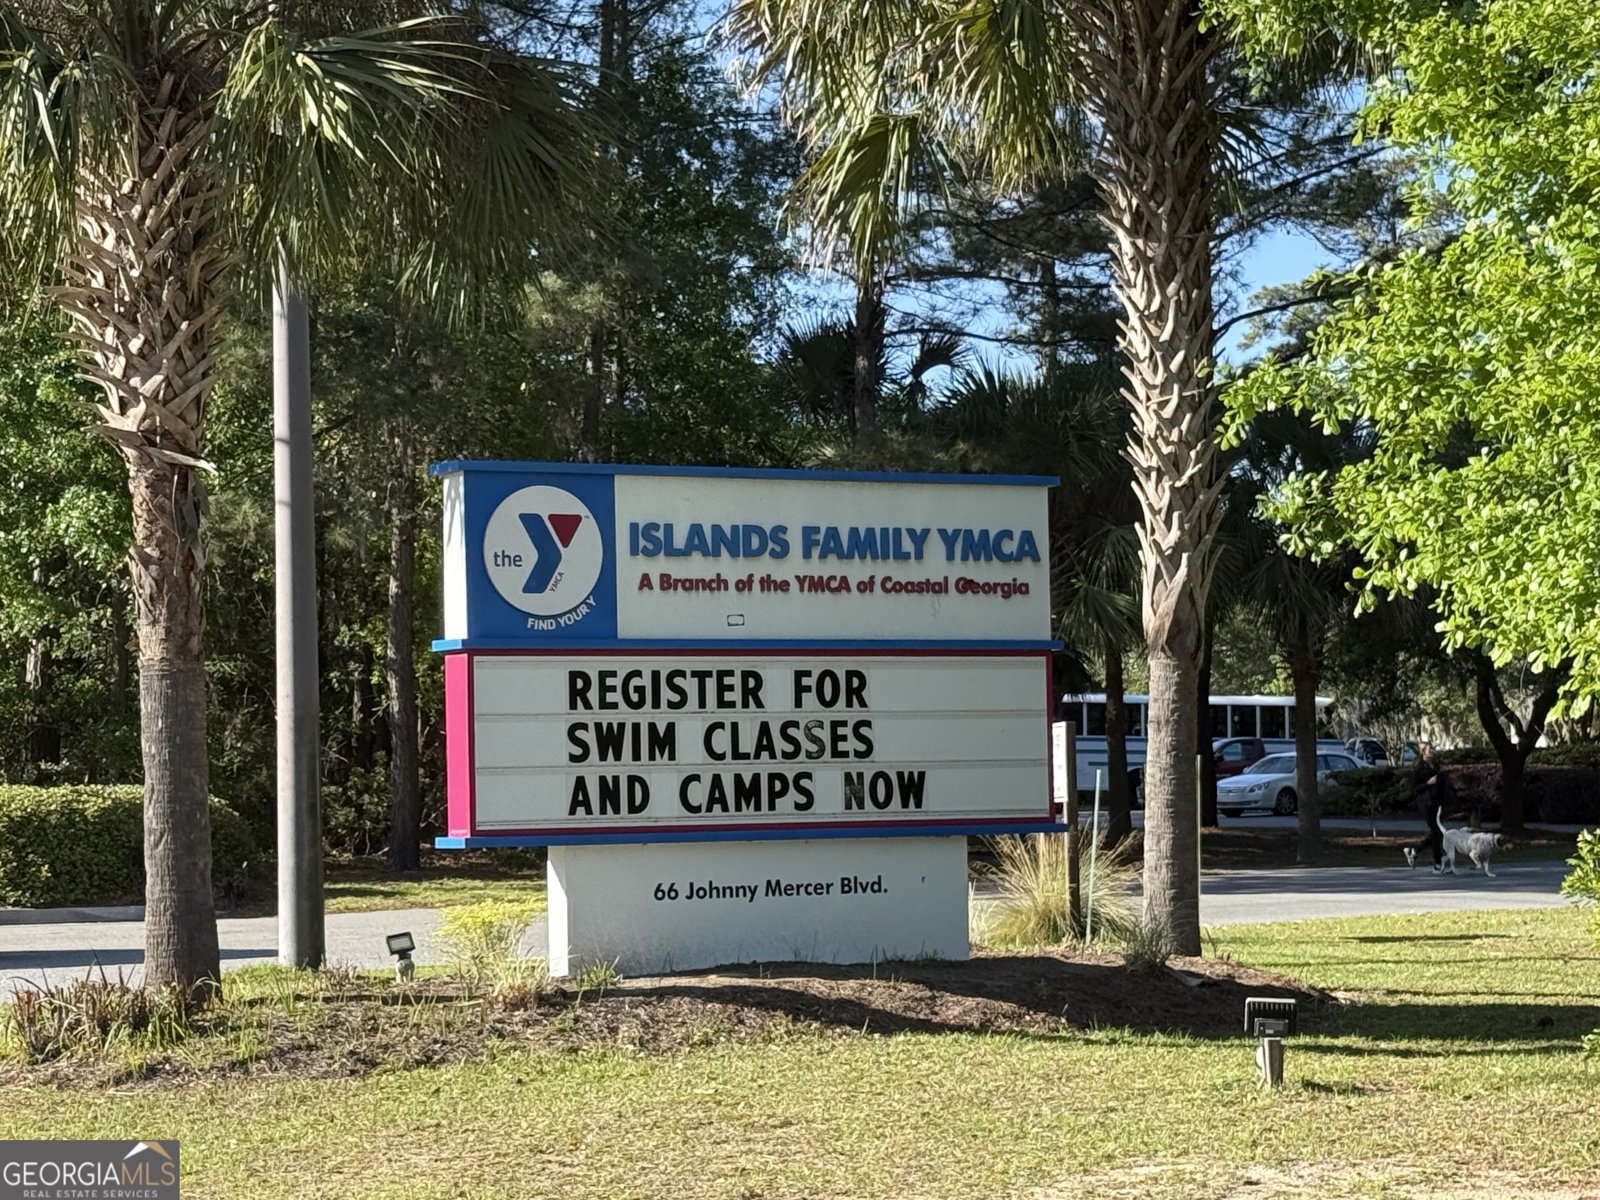 the
YMCA
FIND YOUR Y
ISLANDS FAMILY YMCA
A Branch of the YMCA of Coastal Georgia
REGISTER FOR
SWIM CLASSES
AND CAMPS NOW
66 Johnny Mercer Blvd.
GEORGIAMLS
REAL ESTATE SERVICES